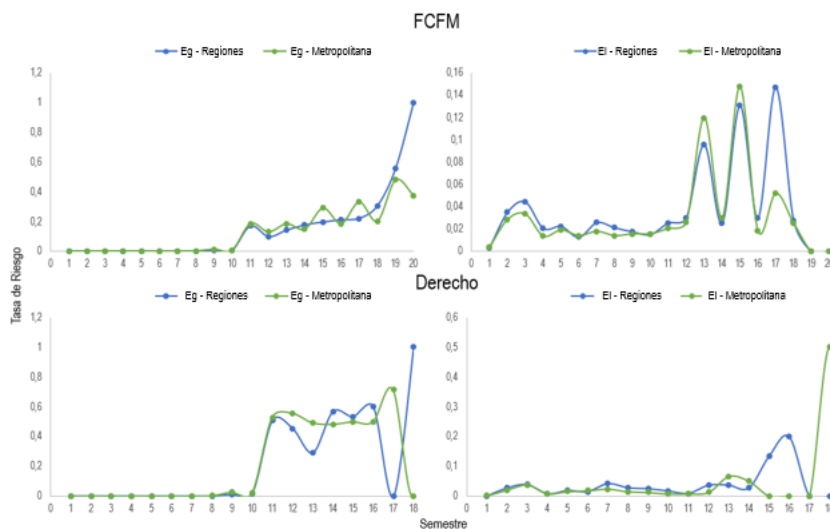 FCFM
Eg - Regiones Eg - Metropolitana
El - Regiones El - Metropolitana
1,2
1
0,8
0,6
0,4
0,2
0
0 1 2 3 4 5 6 7 8 9 10 11 12 13 14 15 16 17 18 19 20
0,16
0,14
0,12
0,1
0,08
0,06
0,04
0,02
0
0 1 2 3 4 5 6 7 8 9 10 11 12 13 14 15 16 17 18 19 20
Tasa de Riesgo
Derecho
Eg - Regiones Eg - Metropolitana
El - Regiones El - Metropolitana
1,2
1
0,8
0,6
0,4
0,2
0
0 1 2 3 4 5 6 7 8 9 10 11 12 13 14 15 16 17 18
0,6
0,5
0,4
0,3
0,2
0,1
0
0 1 2 3 4 5 6 7 8 9 10 11 12 13 14 15 16 17 18
Semestre